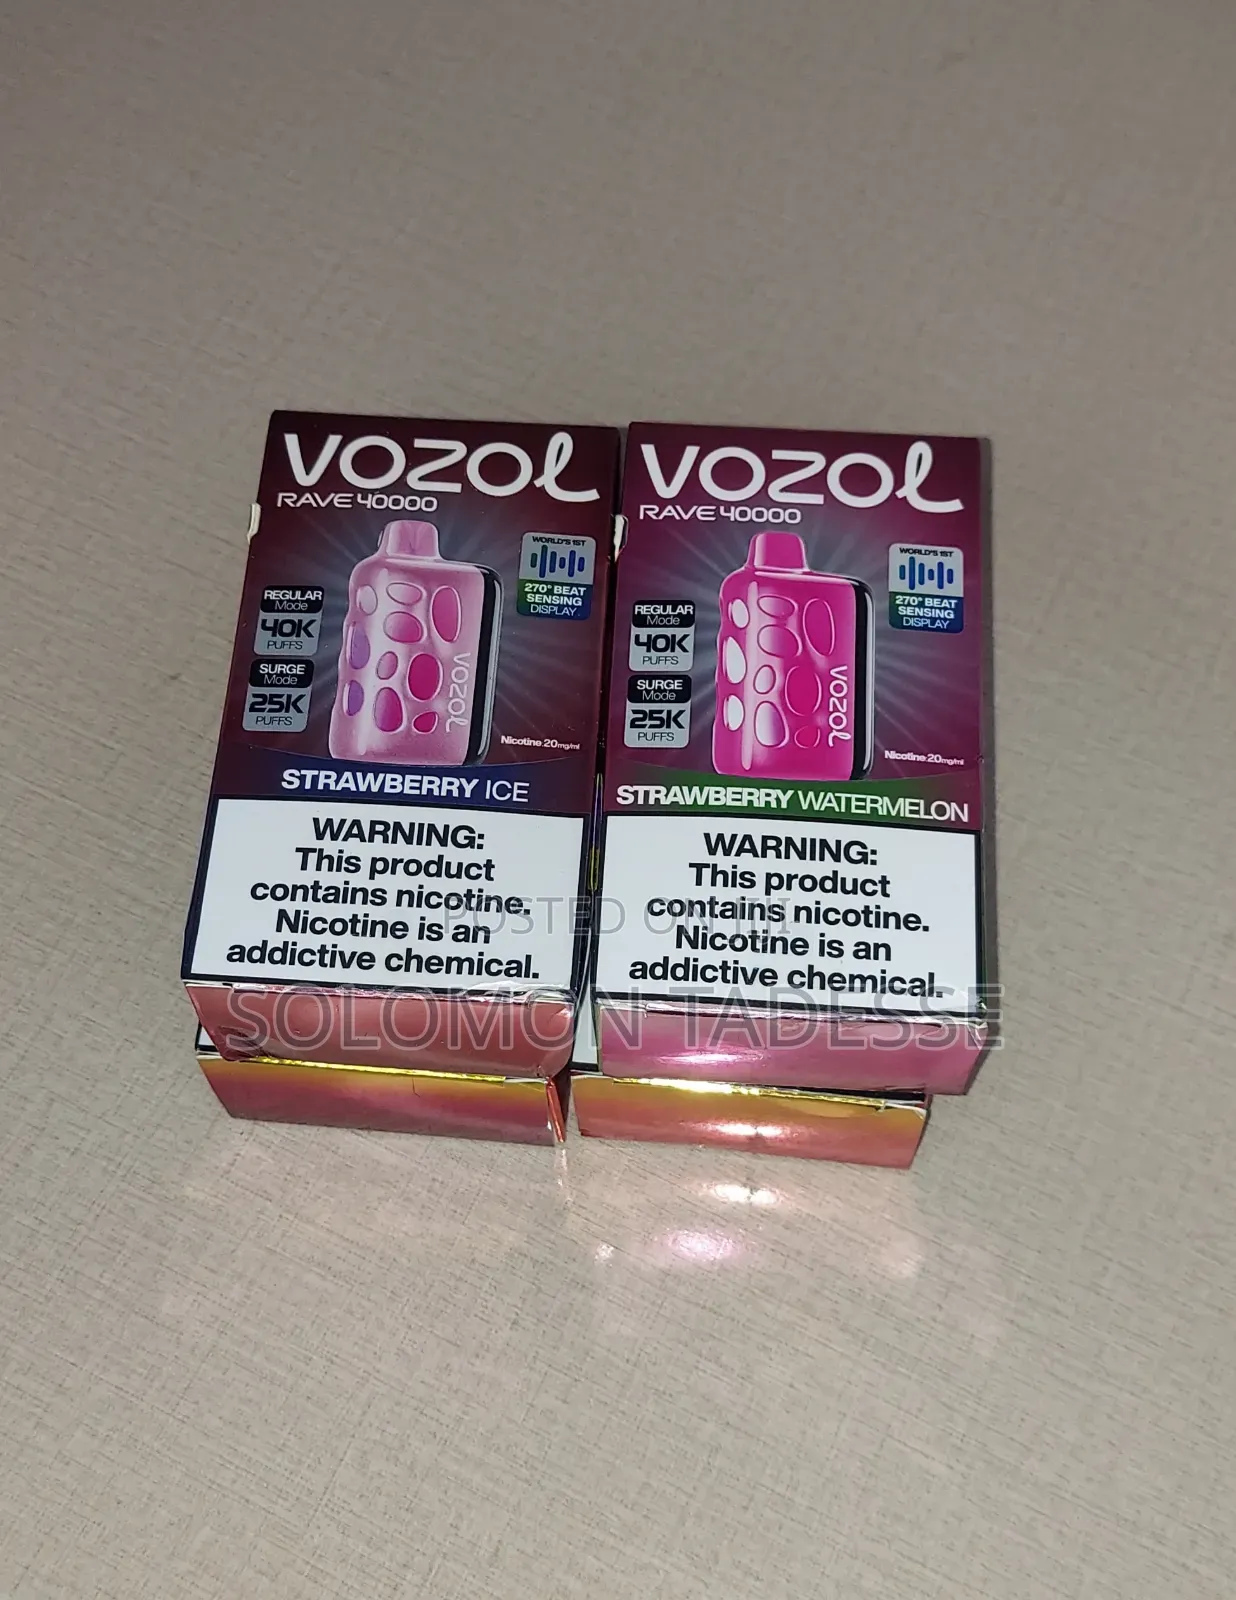 VOZOL
RAVE 40000
WORLD'S 1ST
270° BEAT
SENSING
DISPLAY
REGULAR
Mode
40K
PUFFS
SURGE
Mode
25K
PUFFS
VOZOL
Nicotine:20mg/ml
STRAWBERRY ICE
WARNING:
This product
contains nicotine.
Nicotine is an
addictive chemical.
VOZOL
RAVE 40000
WORLD'S 1ST
270° BEAT
SENSING
DISPLAY
REGULAR
Mode
40K
PUFFS
SURGE
Mode
25K
PUFFS
VOZOL
Nicotine:20mg/ml
STRAWBERRY WATERMELON
WARNING:
This product
contains nicotine.
Nicotine is an
addictive chemical.
POSTED ON JIJI
SOLOMON TADESSE